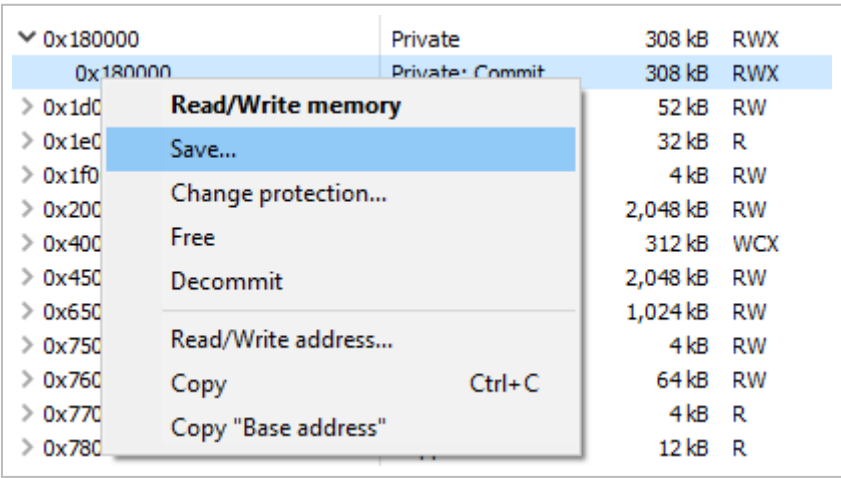 0x180000 Private 308 kB RWX
0x180000 Private: Commit 308 kB RWX
0x1d0 52 kB RW
Read/Write memory
0x1e0 32 kB R
Save...
0x1f0 4 kB RW
Change protection...
0x200 2,048 kB RW
Free
0x400 312 kB WCX
Decommit
0x450 2,048 kB RW
0x650 1,024 kB RW
Read/Write address...
0x750 4 kB RW
Copy Ctrl+C
0x760 64 kB RW
0x770 4 kB R
Copy "Base address"
0x780 12 kB R